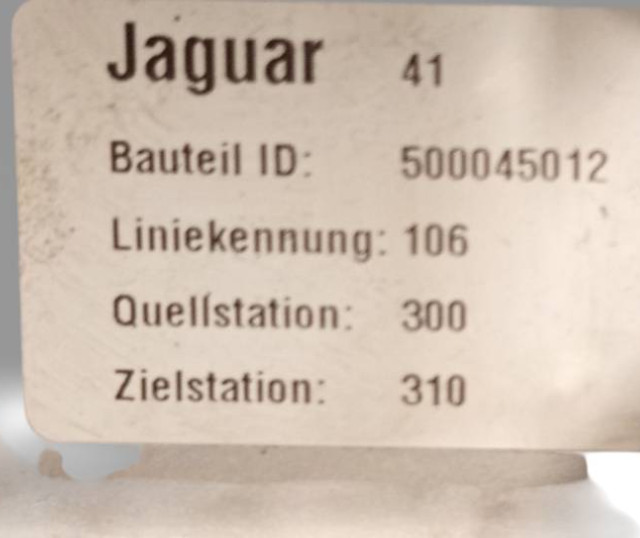 Jaguar 41
Bauteil ID: 500045012
Liniekennung: 106
Quellstation: 300
Zielstation: 310